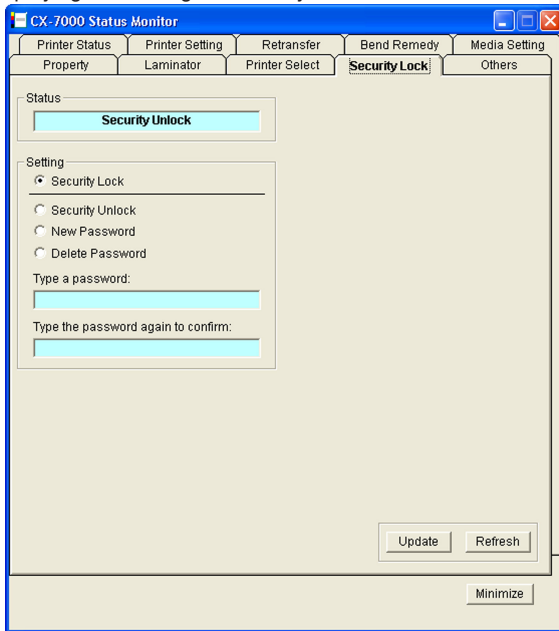 CX-7000 Status Monitor
Printer Status Printer Setting Retransfer Bend Remedy Media Setting
Property Laminator Printer Select Security Lock Others
Status
Security Unlock
Setting
Security Lock
Security Unlock
New Password
Delete Password
Type a password:
Type the password again to confirm:
Update Refresh
Minimize